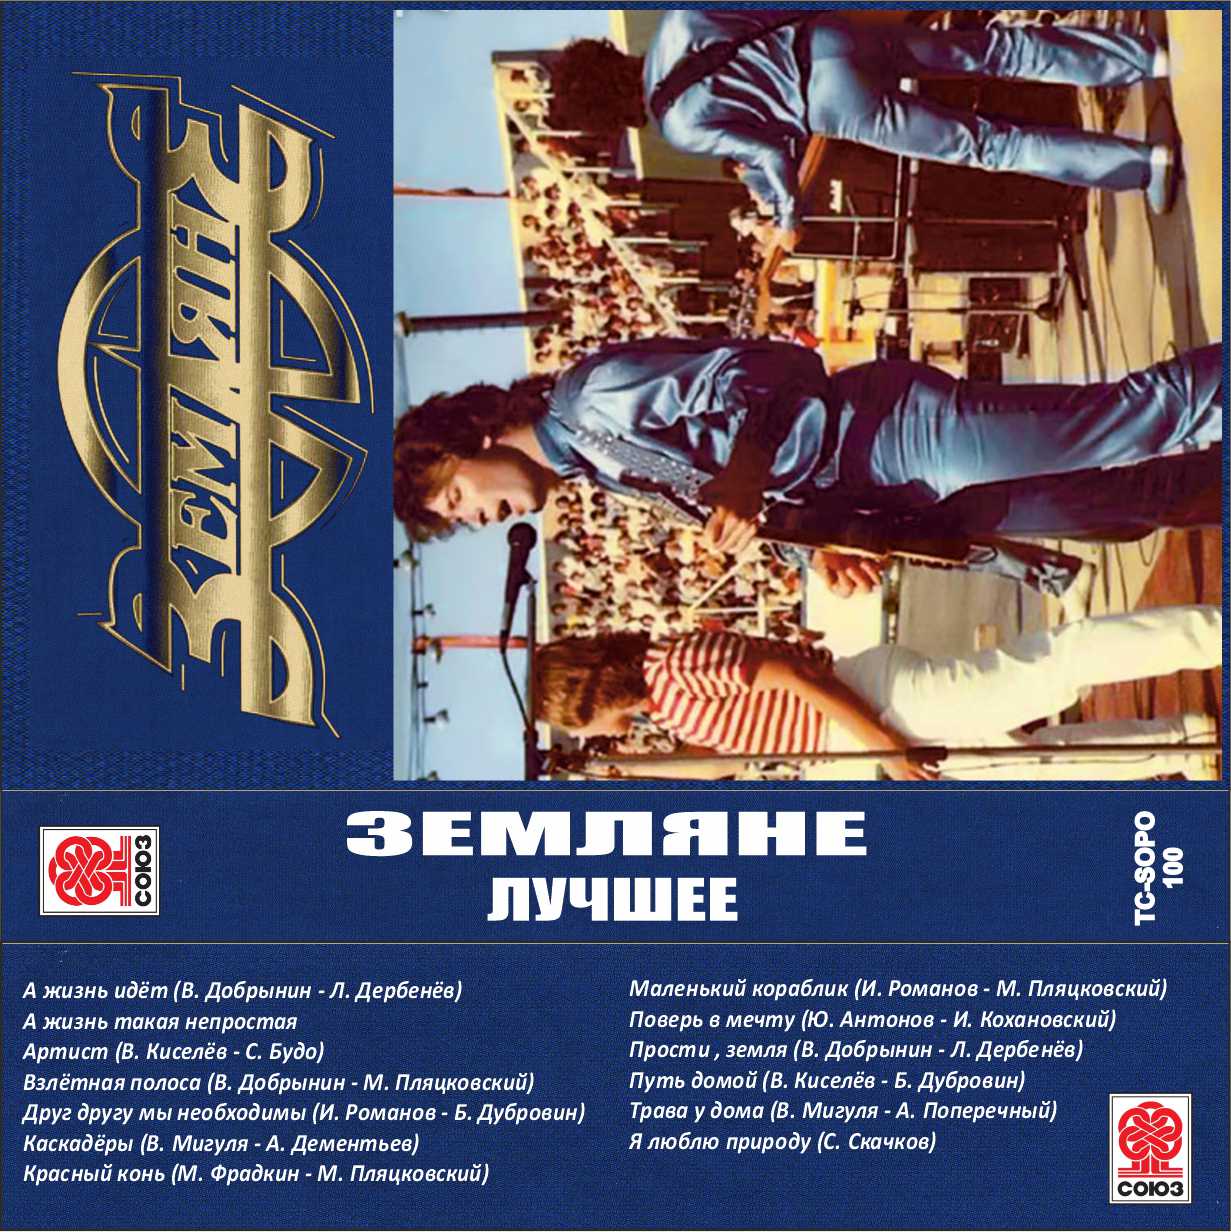 ЗЕМЛЯНЕ
СОЮЗ
ЗЕМЛЯНЕ
ЛУЧШЕЕ
TC-SOPO
100
А жизнь идёт (В. Добрынин - Л. Дербенёв)
А жизнь такая непростая
Артист (В. Киселёв - С. Будо)
Взлётная полоса (В. Добрынин - М. Пляцковский)
Друг другу мы необходимы (И. Романов - Б. Дубровин)
Каскадёры (В. Мигуля - А. Дементьев)
Красный конь (М. Фрадкин - М. Пляцковский)
Маленький кораблик (И. Романов - М. Пляцковский)
Поверь в мечту (Ю. Антонов - И. Кохановский)
Прости , земля (В. Добрынин - Л. Дербенёв)
Путь домой (В. Киселёв - Б. Дубровин)
Трава у дома (В. Мигуля - А. Поперечный)
Я люблю природу (С. Скачков)
СОЮЗ